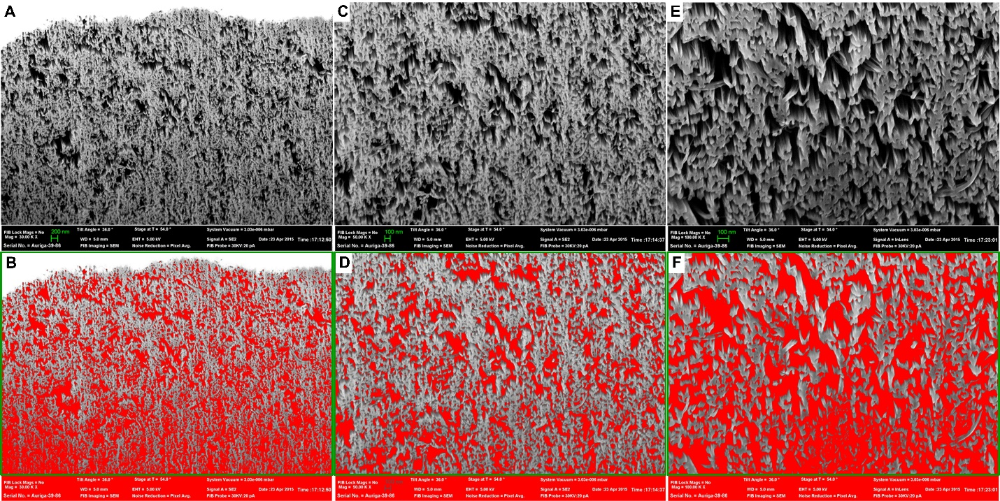 A
C
E
FIB Lock Mags = No
Mag = 30.00 K X
Serial No. = Auriga-39-86
200 nm
Tilt Angle = 36.0 °
WD = 5.0 mm
FIB Imaging = SEM
Stage at T = 54.0 °
EHT = 5.00 kV
Noise Reduction = Pixel Avg.
System Vacuum = 3.03e-006 mbar
Signal A = SE2
FIB Probe = 30KV:20 pA
Date :23 Apr 2015
Time :17:12:50
FIB Lock Mags = No
Mag = 50.00 K X
Serial No. = Auriga-39-86
100 nm
Tilt Angle = 36.0 °
WD = 5.0 mm
FIB Imaging = SEM
Stage at T = 54.0 °
EHT = 5.00 kV
Noise Reduction = Pixel Avg.
System Vacuum = 3.03e-006 mbar
Signal A = SE2
FIB Probe = 30KV:20 pA
Date :23 Apr 2015
Time :17:14:37
FIB Lock Mags = No
Mag = 100.00 K X
Serial No. = Auriga-39-86
100 nm
Tilt Angle = 36.0 °
WD = 5.0 mm
FIB Imaging = SEM
Stage at T = 54.0 °
EHT = 5.00 kV
Noise Reduction = Pixel Avg.
System Vacuum = 3.03e-006 mbar
Signal A = InLens
FIB Probe = 30KV:20 pA
Date :23 Apr 2015
Time :17:23:01
B
D
F
FIB Lock Mags = No
Mag = 30.00 K X
Serial No. = Auriga-39-86
Tilt Angle = 36.0 °
WD = 5.0 mm
FIB Imaging = SEM
Stage at T = 54.0 °
EHT = 5.00 kV
Noise Reduction = Pixel Avg.
System Vacuum = 3.03e-006 mbar
Signal A = SE2
FIB Probe = 30KV:20 pA
Date :23 Apr 2015
Time :17:12:50
FIB Lock Mags = No
Mag = 50.00 K X
Serial No. = Auriga-39-86
Tilt Angle = 36.0 °
WD = 5.0 mm
FIB Imaging = SEM
Stage at T = 54.0 °
EHT = 5.00 kV
Noise Reduction = Pixel Avg.
System Vacuum = 3.03e-006 mbar
Signal A = SE2
FIB Probe = 30KV:20 pA
Date :23 Apr 2015
Time :17:14:37
FIB Lock Mags = No
Mag = 100.00 K X
Serial No. = Auriga-39-86
Tilt Angle = 36.0 °
WD = 5.0 mm
FIB Imaging = SEM
Stage at T = 54.0 °
EHT = 5.00 kV
Noise Reduction = Pixel Avg.
System Vacuum = 3.03e-006 mbar
Signal A = InLens
FIB Probe = 30KV:20 pA
Date :23 Apr 2015
Time :17:23:01